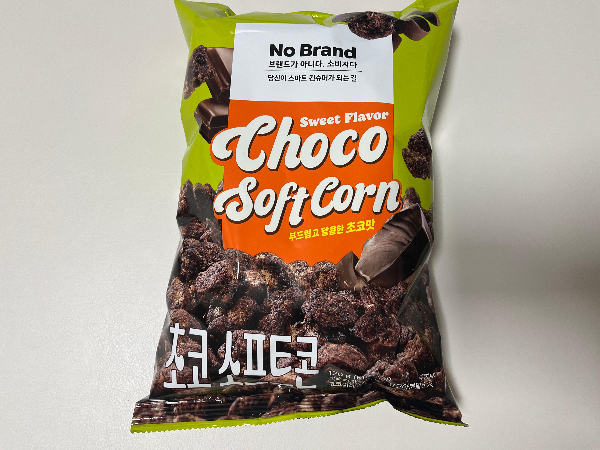 No Brand
브랜드가 아니다. 소비자다
당신이 스마트 컨슈머가 되는 길
Sweet Flavor
Choco
Soft Corn
부드럽고 달콤한 초코맛
초코 소프트콘